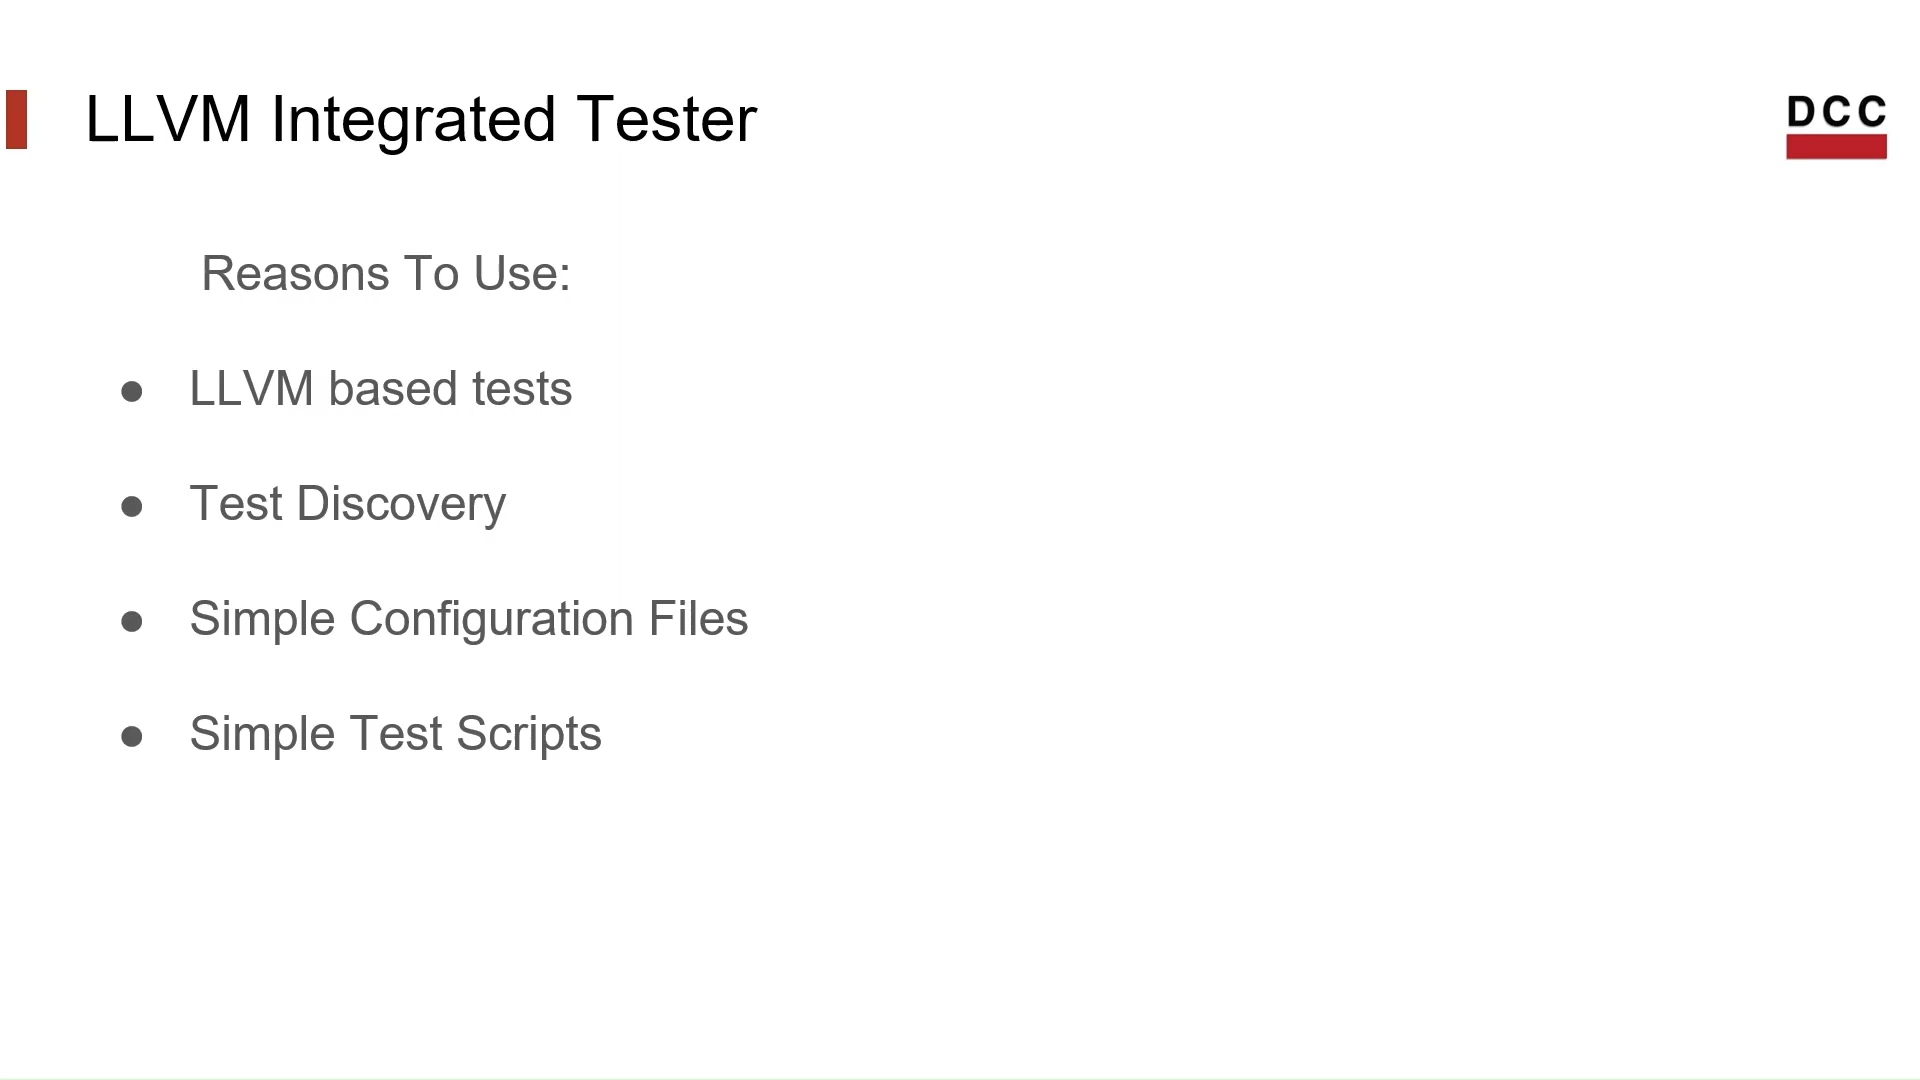 LLVM Integrated Tester
DCC
Reasons To Use:
● LLVM based tests
● Test Discovery
● Simple Configuration Files
● Simple Test Scripts